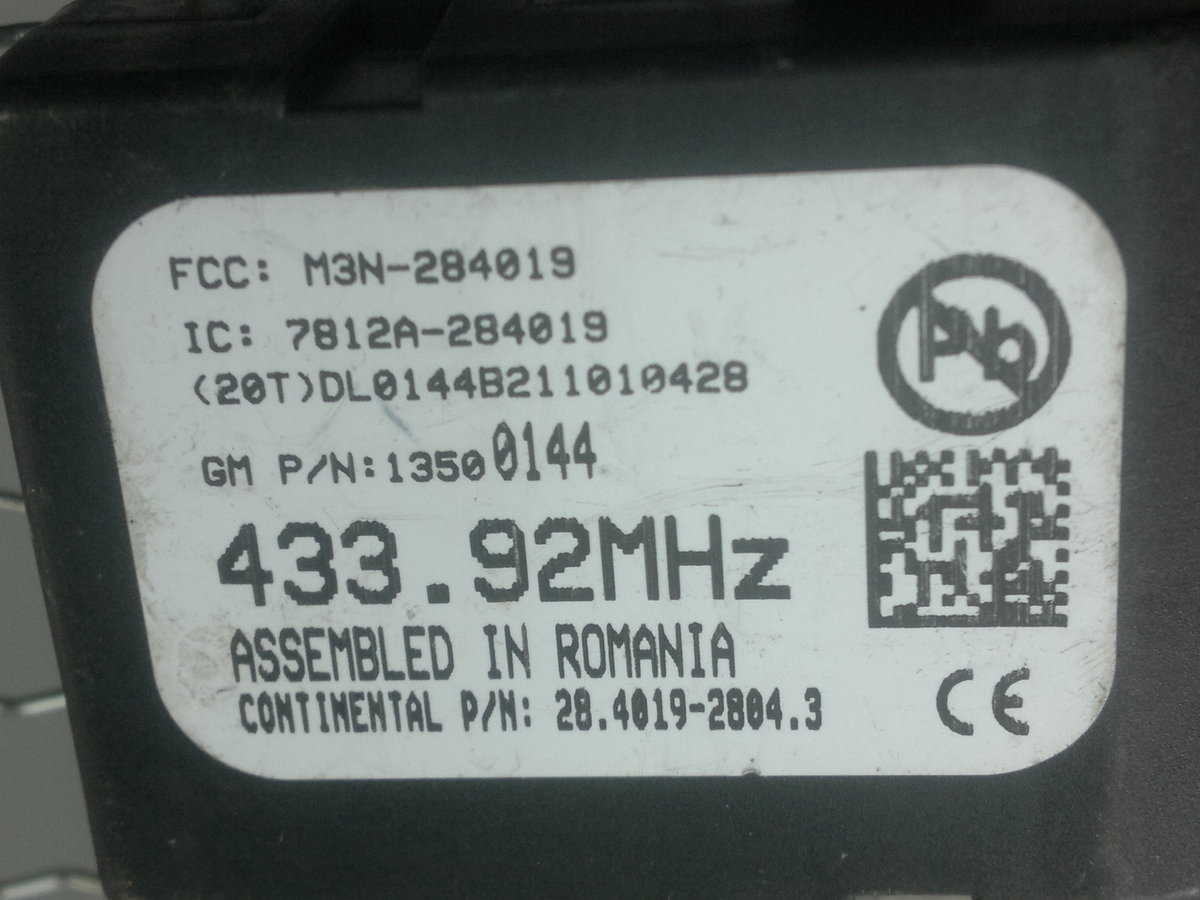 FCC: M3N-284019
IC: 7812A-284019
(20T)DL0144B211010428
GM P/N:13500144
433.92MHz
ASSEMBLED IN ROMANIA
CONTINENTAL P/N: 28.4019-2804.3
Pb
CE